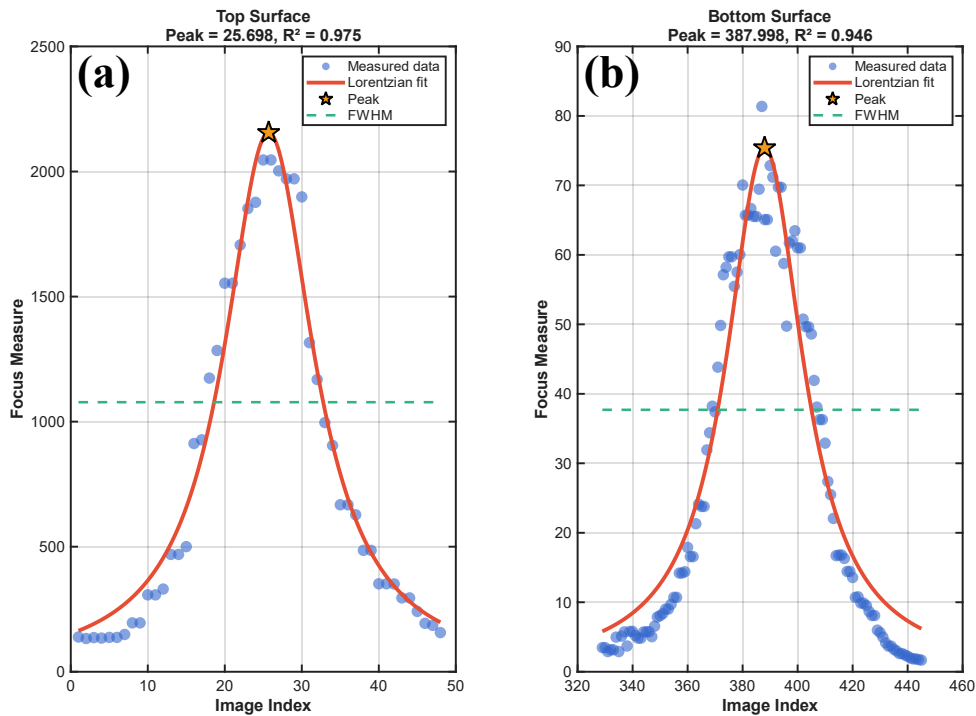 Top Surface
Peak = 25.698, R² = 0.975
(a)
Measured data
Lorentzian fit
Peak
FWHM
2500
2000
1500
1000
500
0
Focus Measure
0 10 20 30 40 50
Image Index
Bottom Surface
Peak = 387.998, R² = 0.946
(b)
Measured data
Lorentzian fit
Peak
FWHM
90
80
70
60
50
40
30
20
10
0
Focus Measure
320 340 360 380 400 420 440 460
Image Index